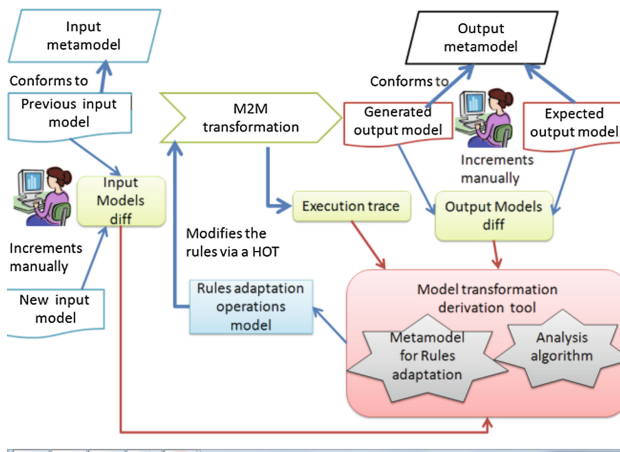 Input
metamodel
Output
metamodel
Conforms to
Conforms to
Previous input
model
M2M
transformation
Generated
output model
Expected
output model
Increments
manually
Input
Models
diff
Execution trace
Output Models
diff
Increments
manually
Modifies the
rules via a HOT
New input
model
Rules adaptation
operations
model
Model transformation
derivation tool
Metamodel
for Rules
adaptation
Analysis
algorithm